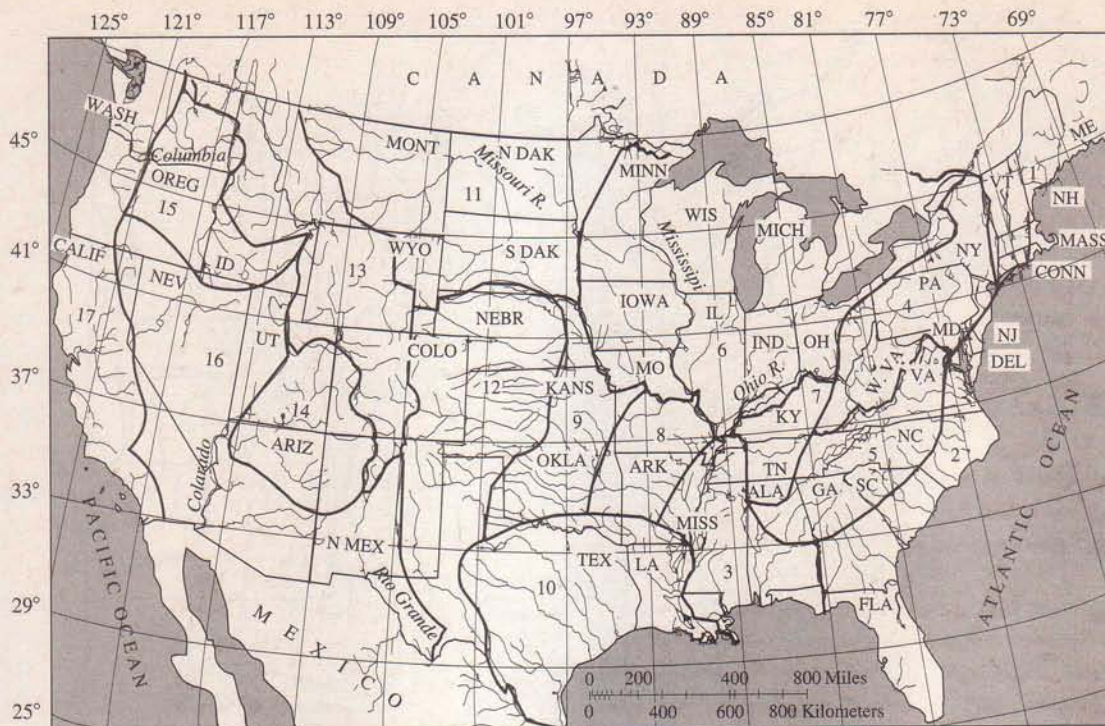 125° 121° 117° 113° 109° 105° 101° 97° 93° 89° 85° 81° 77° 73° 69°
C A N A D A
WASH
MONT
N DAK
MINN
ME
45°
Columbia
Missouri R.
VT
1
OREG
11
WIS
NH
15
MICH
NY
MASS
41°
WYO
S DAK
Mississipi
CALIF
ID
13
PA
CONN
NEV
IOWA
IL
4
17
NEBR
OH
MD
NJ
UT
COLO
6
IND
DEL
16
MO
W. VA
VA
37°
12
KANS
Ohio R.
14
9
KY
7
8
NC
ARIZ
OKLA
5
2
ARK
TN
SC
Colarado
ALA
GA
33°
MISS
N MEX
TEX
LA
3
10
Rio Grande
FLA
29°
PACIFIC OCEAN
MEXICO
ATLANTIC OCEAN
0 200 400 800 Miles
0 400 600 800 Kilometers
25°